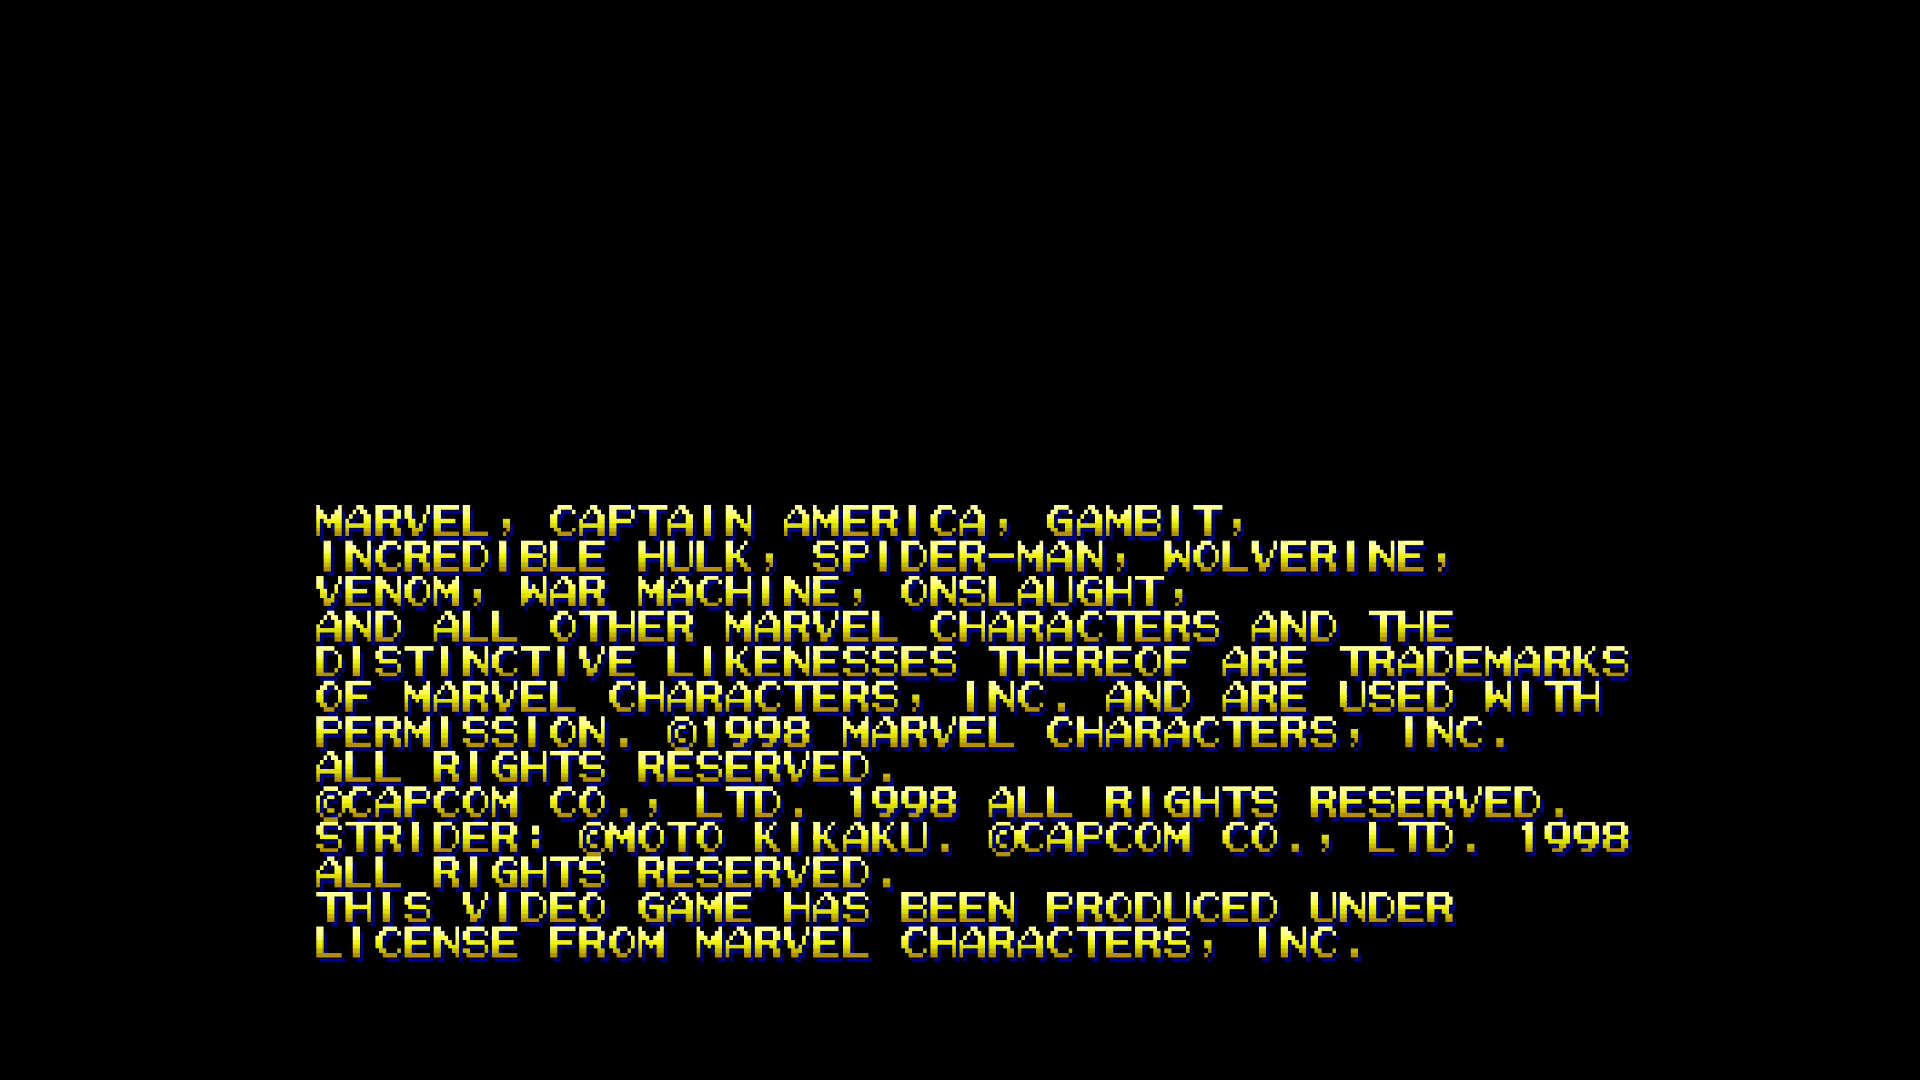 MARVEL, CAPTAIN AMERICA, GAMBIT,
INCREDIBLE HULK, SPIDER-MAN, WOLVERINE,
VENOM, WAR MACHINE, ONSLAUGHT,
AND ALL OTHER MARVEL CHARACTERS AND THE
DISTINCTIVE LIKENESSES THEREOF ARE TRADEMARKS
OF MARVEL CHARACTERS, INC. AND ARE USED WITH
PERMISSION. ©1998 MARVEL CHARACTERS, INC.
ALL RIGHTS RESERVED.
©CAPCOM CO., LTD. 1998 ALL RIGHTS RESERVED.
STRIDER: ©MOTO KIKAKU. ©CAPCOM CO., LTD. 1998
ALL RIGHTS RESERVED.
THIS VIDEO GAME HAS BEEN PRODUCED UNDER
LICENSE FROM MARVEL CHARACTERS, INC.